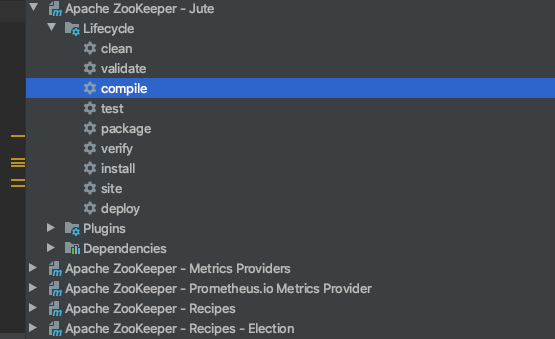 Apache ZooKeeper - Jute
Lifecycle
clean
validate
compile
test
package
verify
install
site
deploy
Plugins
Dependencies
Apache ZooKeeper - Metrics Providers
Apache ZooKeeper - Prometheus.io Metrics Provider
Apache ZooKeeper - Recipes
Apache ZooKeeper - Recipes - Election